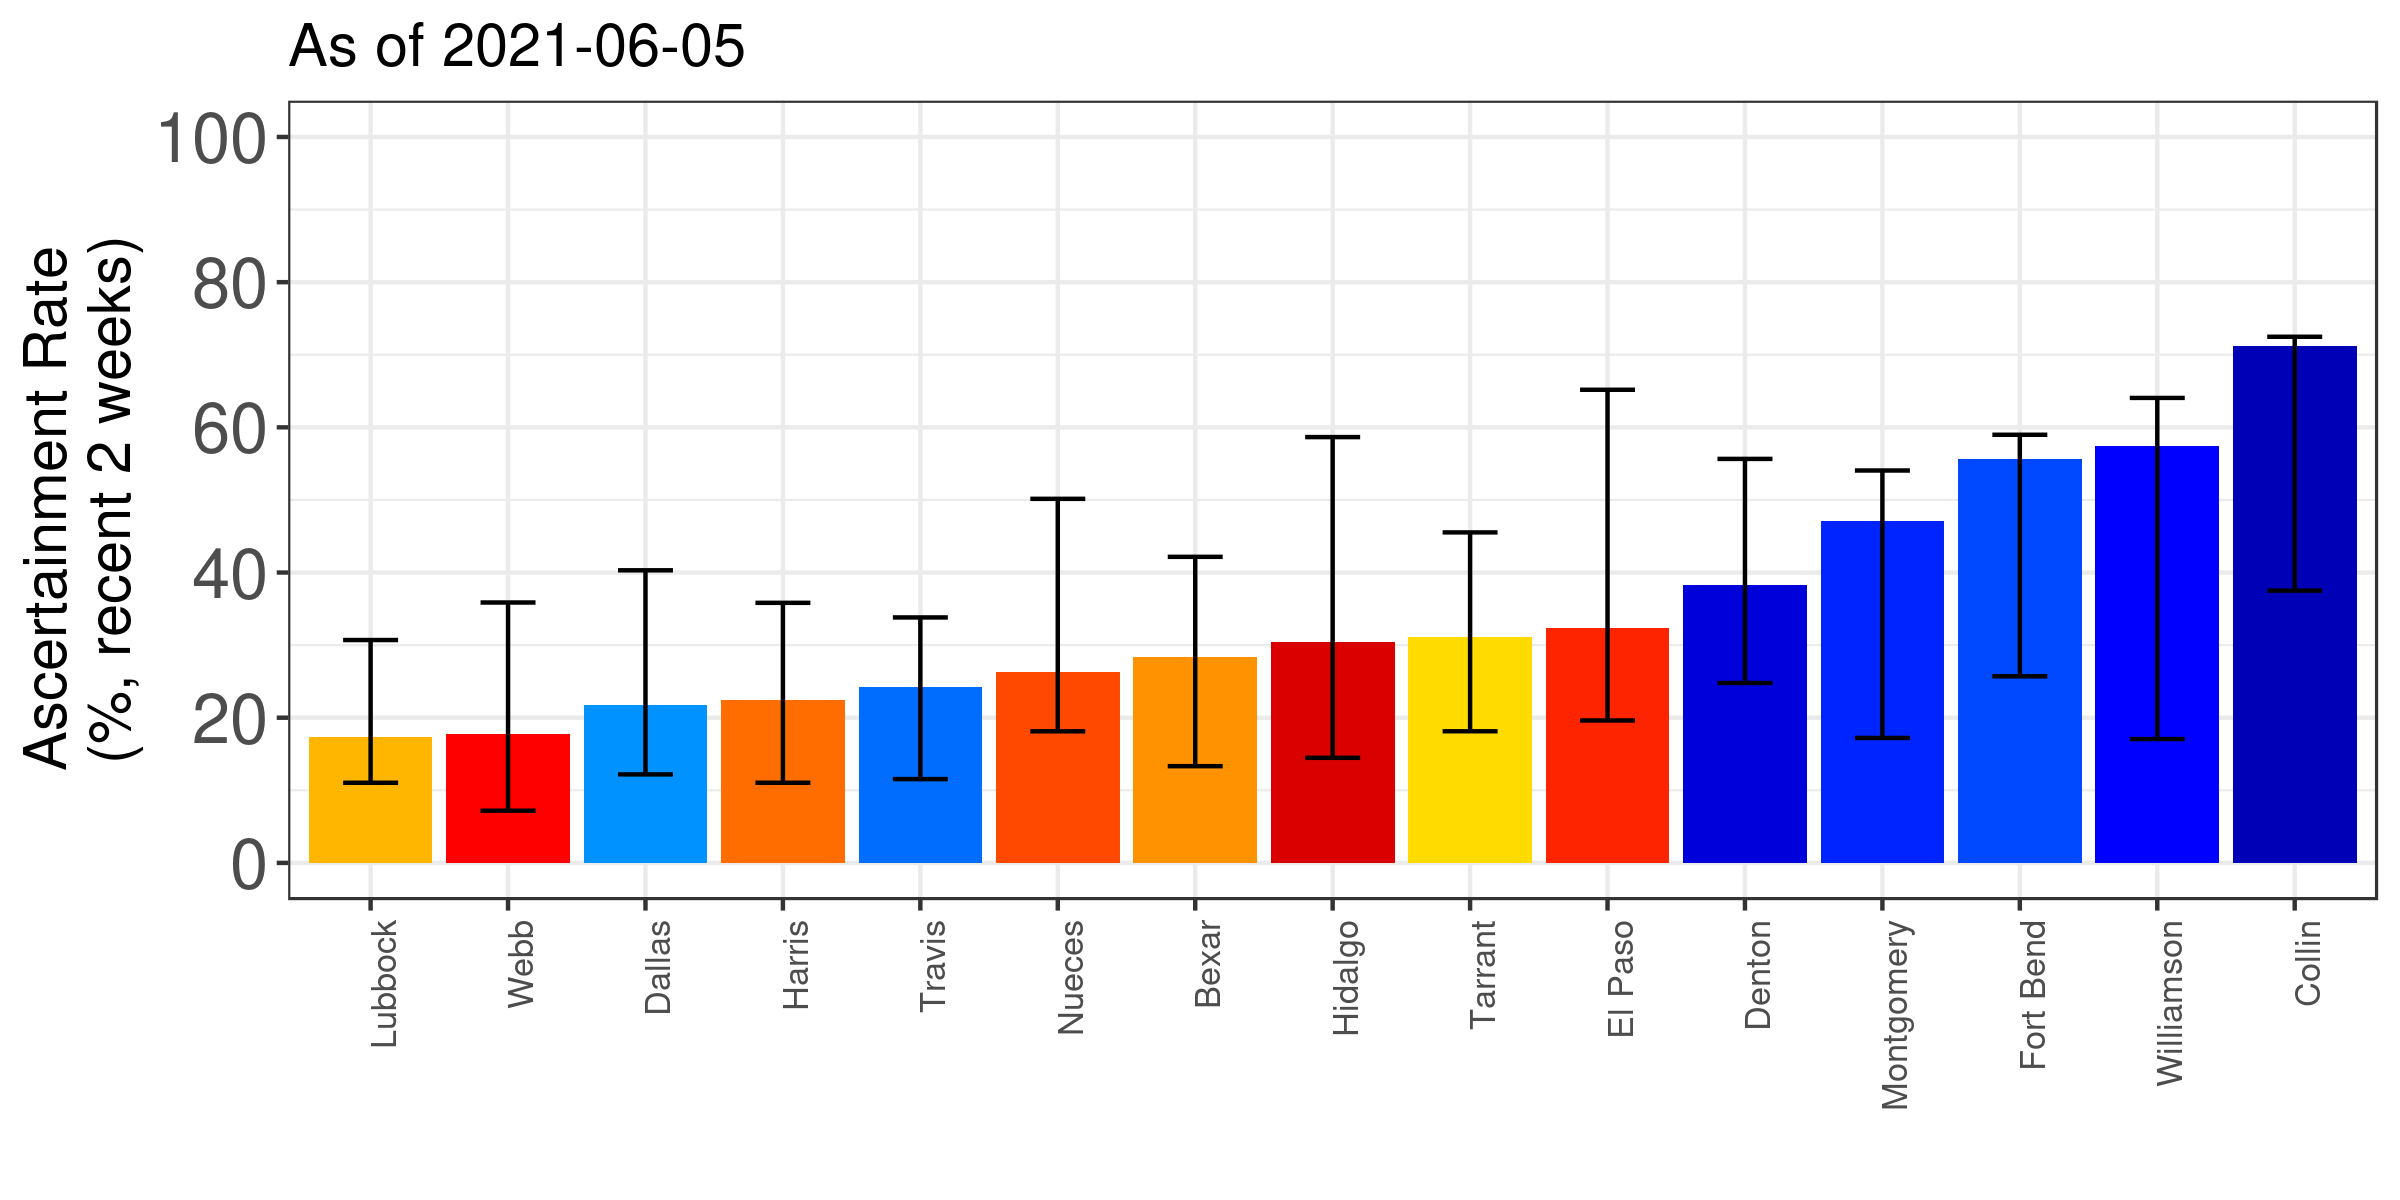 As of 2021-06-05
Ascertainment Rate
(%, recent 2 weeks)
100
80
60
40
20
0
Lubbock
Webb
Dallas
Harris
Travis
Nueces
Bexar
Hidalgo
Tarrant
El Paso
Denton
Montgomery
Fort Bend
Williamson
Collin